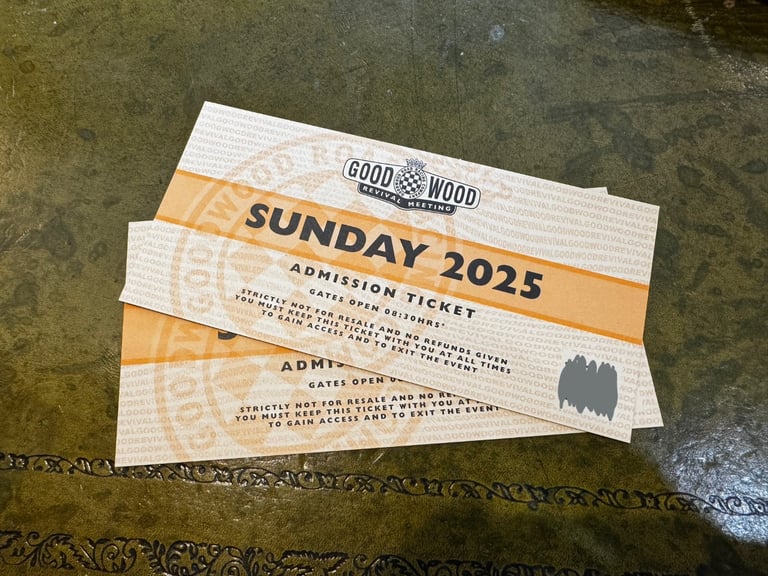 GOOD WOOD
REVIVAL MEETING
SUNDAY 2025
ADMISSION TICKET
GATES OPEN 08:30HRS*
STRICTLY NOT FOR RESALE AND NO REFUNDS GIVEN
YOU MUST KEEP THIS TICKET WITH YOU AT ALL TIMES
TO GAIN ACCESS AND TO EXIT THE EVENT
S
ADMIS
GATES OPEN 0
STRICTLY NOT FOR RESALE AND NO RE
YOU MUST KEEP THIS TICKET WITH YOU AT A
TO GAIN ACCESS AND TO EXIT THE EVENT